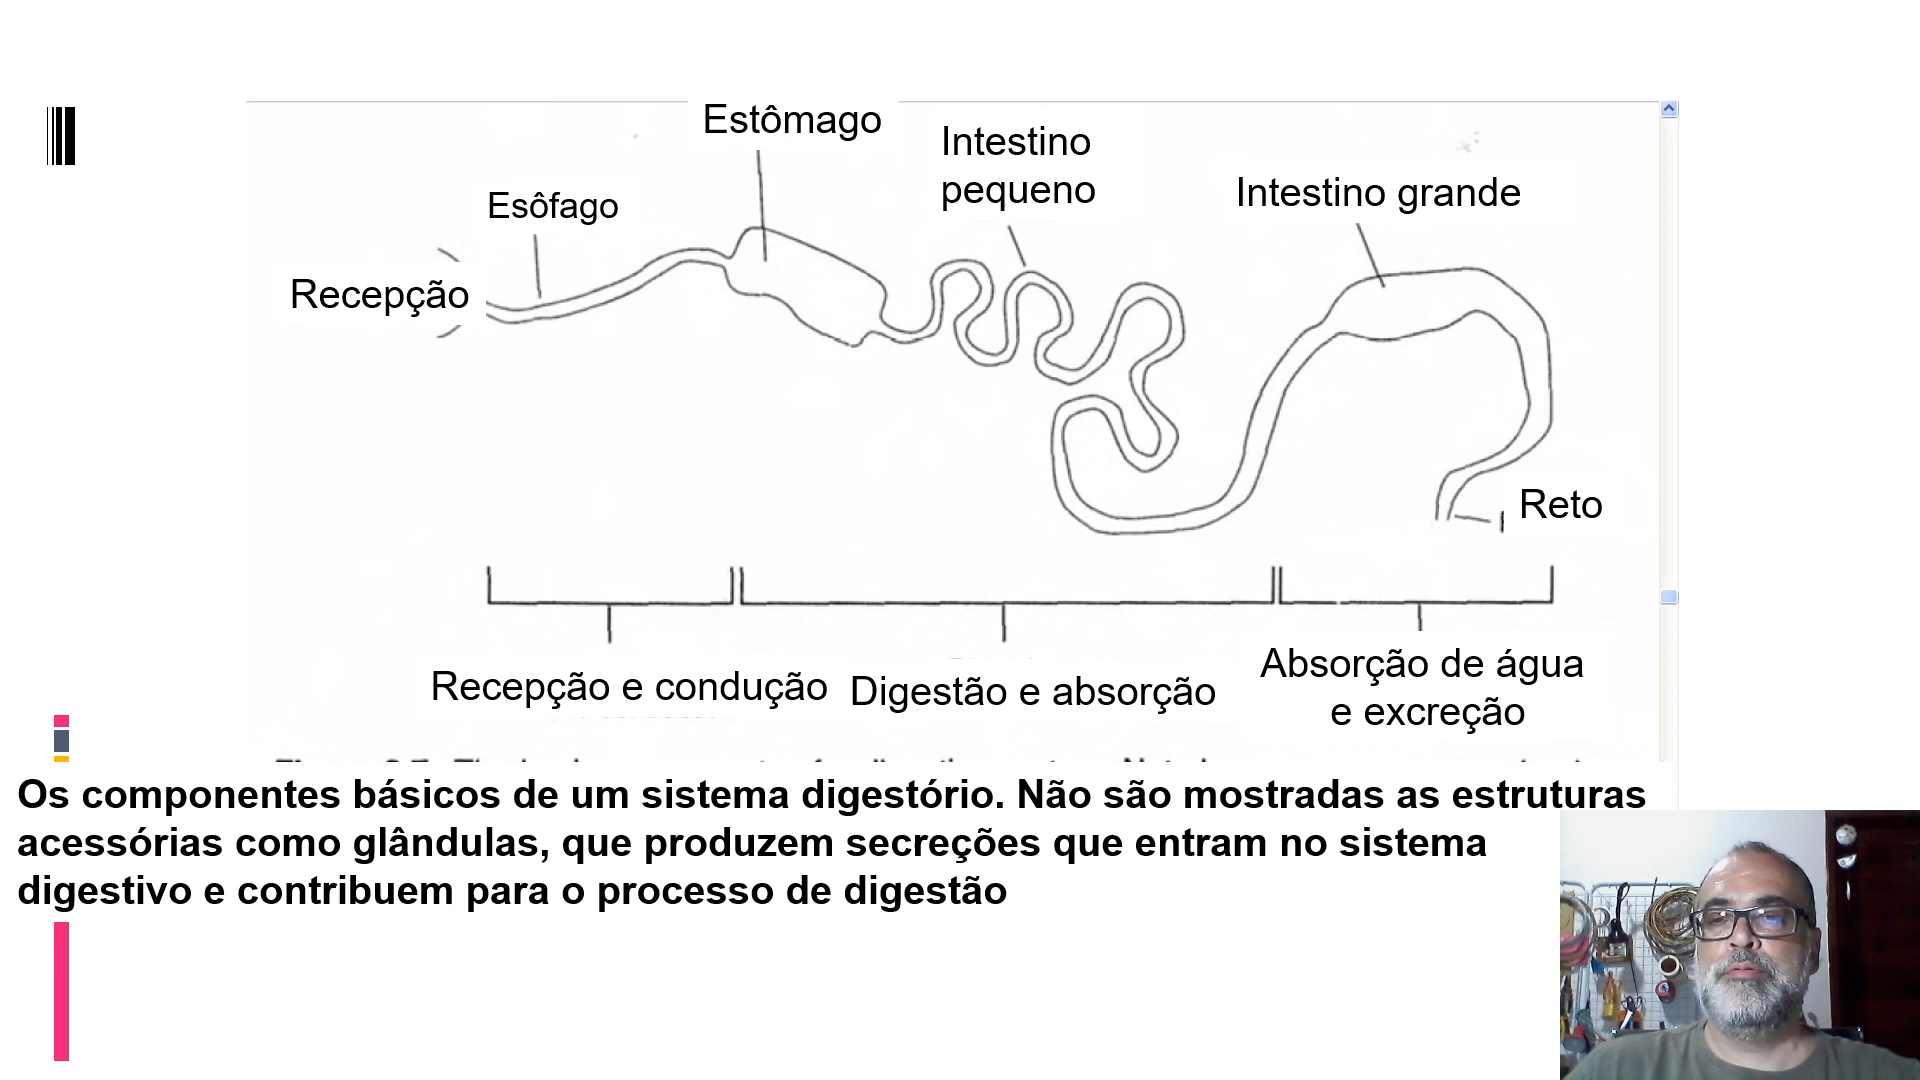 Estômago
Intestino
pequeno
Intestino grande
Esôfago
Recepção
Reto
Recepção e condução
Digestão e absorção
Absorção de água
e excreção
Os componentes básicos de um sistema digestório. Não são mostradas as estruturas
acessórias como glândulas, que produzem secreções que entram no sistema
digestivo e contribuem para o processo de digestão